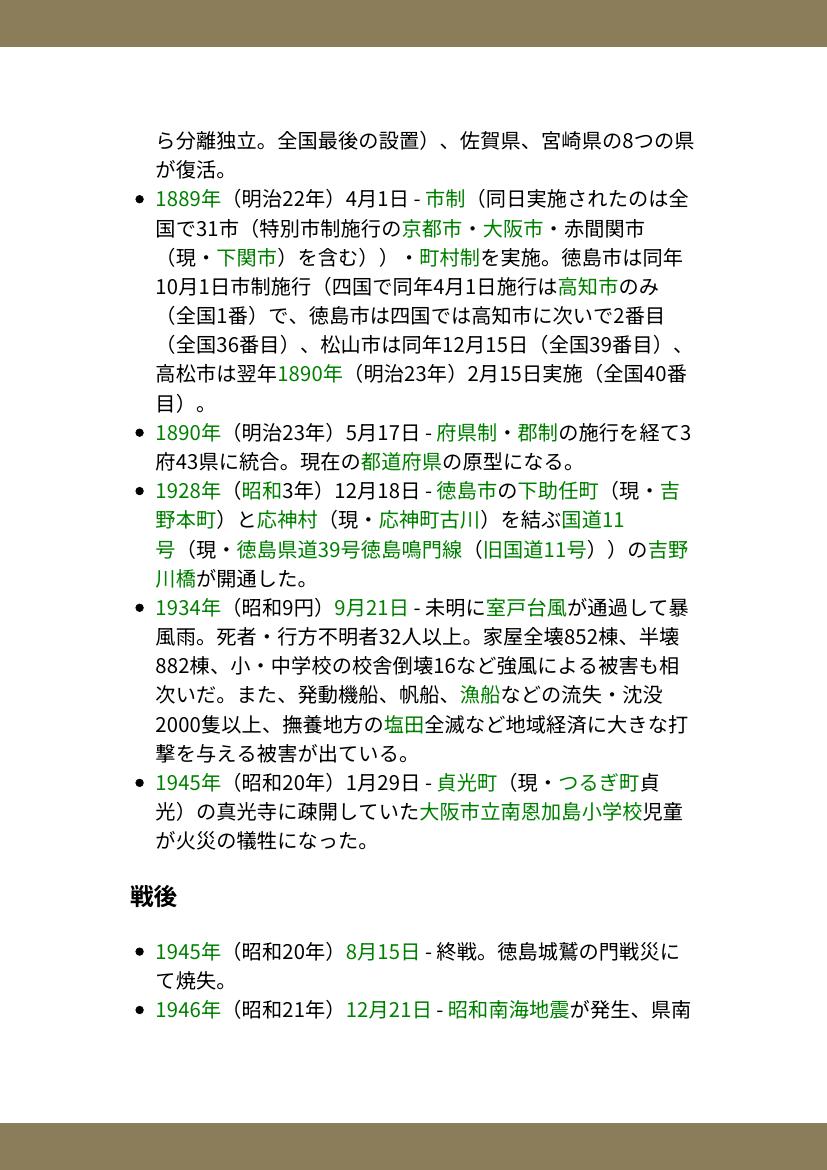 ら分離独立。全国最後の設置）、佐賀県、宮崎県の8つの県
が復活。
• 1889年（明治22年）4月1日 - 市制（同日実施されたのは全
国で31市（特別市制施行の京都市・大阪市・赤間関市
（現・下関市）を含む））・町村制を実施。徳島市は同年
10月1日市制施行（四国で同年4月1日施行は高知市のみ
（全国1番）で、徳島市は四国では高知市に次いで2番目
（全国36番目）、松山市は同年12月15日（全国39番目）、
高松市は翌年1890年（明治23年）2月15日実施（全国40番
目）。
• 1890年（明治23年）5月17日 - 府県制・郡制の施行を経て3
府43県に統合。現在の都道府県の原型になる。
• 1928年（昭和3年）12月18日 - 徳島市の下助任町（現・吉
野本町）と応神村（現・応神町古川）を結ぶ国道11
号（現・徳島県道39号徳島鳴門線（旧国道11号））の吉野
川橋が開通した。
• 1934年（昭和9円）9月21日 - 未明に室戸台風が通過して暴
風雨。死者・行方不明者32人以上。家屋全壊852棟、半壊
882棟、小・中学校の校舎倒壊16など強風による被害も相
次いだ。また、発動機船、帆船、漁船などの流失・沈没
2000隻以上、撫養地方の塩田全滅など地域経済に大きな打
撃を与える被害が出ている。
• 1945年（昭和20年）1月29日 - 貞光町（現・つるぎ町貞
光）の真光寺に疎開していた大阪市立南恩加島小学校児童
が火災の犠牲になった。
戦後
• 1945年（昭和20年）8月15日 - 終戦。徳島城鷲の門戦災に
て焼失。
• 1946年（昭和21年）12月21日 - 昭和南海地震が発生、県南